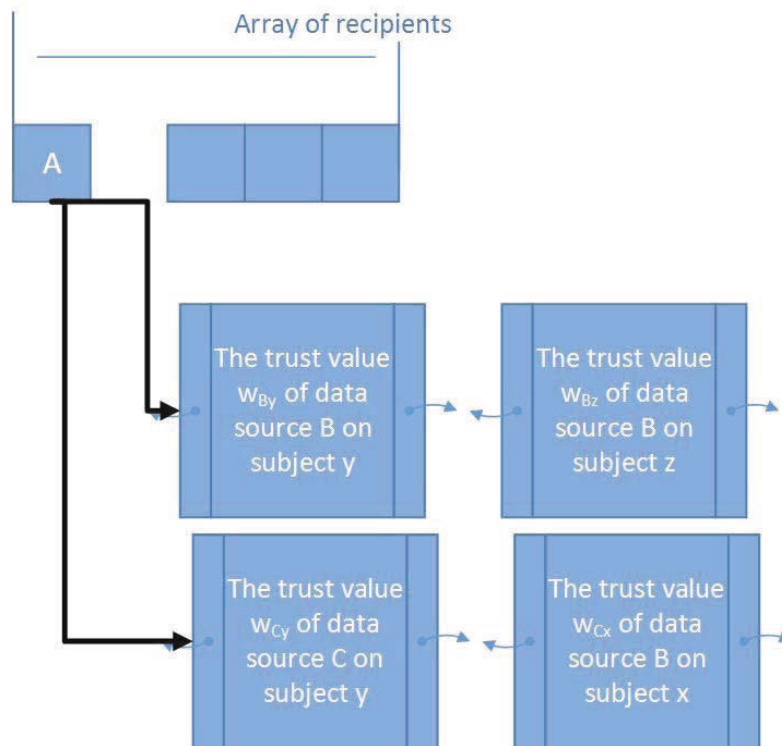 Array of recipients
A
The trust value
w_By of data
source B on
subject y
The trust value
w_Bz of data
source B on
subject z
The trust value
w_Cy of data
source C on
subject y
The trust value
w_Cx of data
source B on
subject x